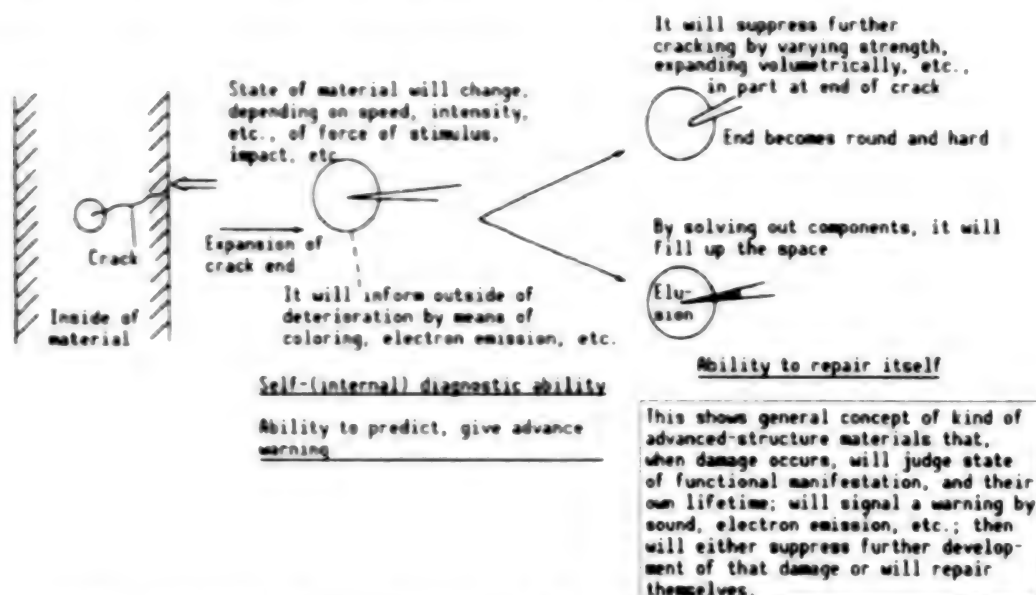 It will suppress further
cracking by varying strength,
expanding volumetrically, etc.,
in part at end of crack
End becomes round and hard
State of material will change,
depending on speed, intensity,
etc., of force of stimulus,
impact, etc
Crack
Expansion of
crack end
Inside of
material
It will inform outside of
deterioration by means of
coloring, electron emission, etc.
Self-(internal) diagnostic ability
Ability to predict, give advance
warning
By solving out components, it will
fill up the space
Elu-
sion
Ability to repair itself
This shows general concept of kind of
advanced-structure materials that,
when damage occurs, will judge state
of functional manifestation, and their
own lifetime; will signal a warning by
sound, electron emission, etc.; then
will either suppress further develop-
ment of that damage or will repair
themselves.